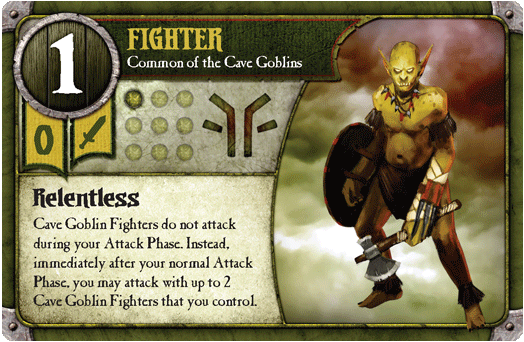 1
FIGHTER
Common of the Cave Goblins
0
Relentless
Cave Goblin Fighters do not attack
during your Attack Phase. Instead,
immediately after your normal Attack
Phase, you may attack with up to 2
Cave Goblin Fighters that you control.